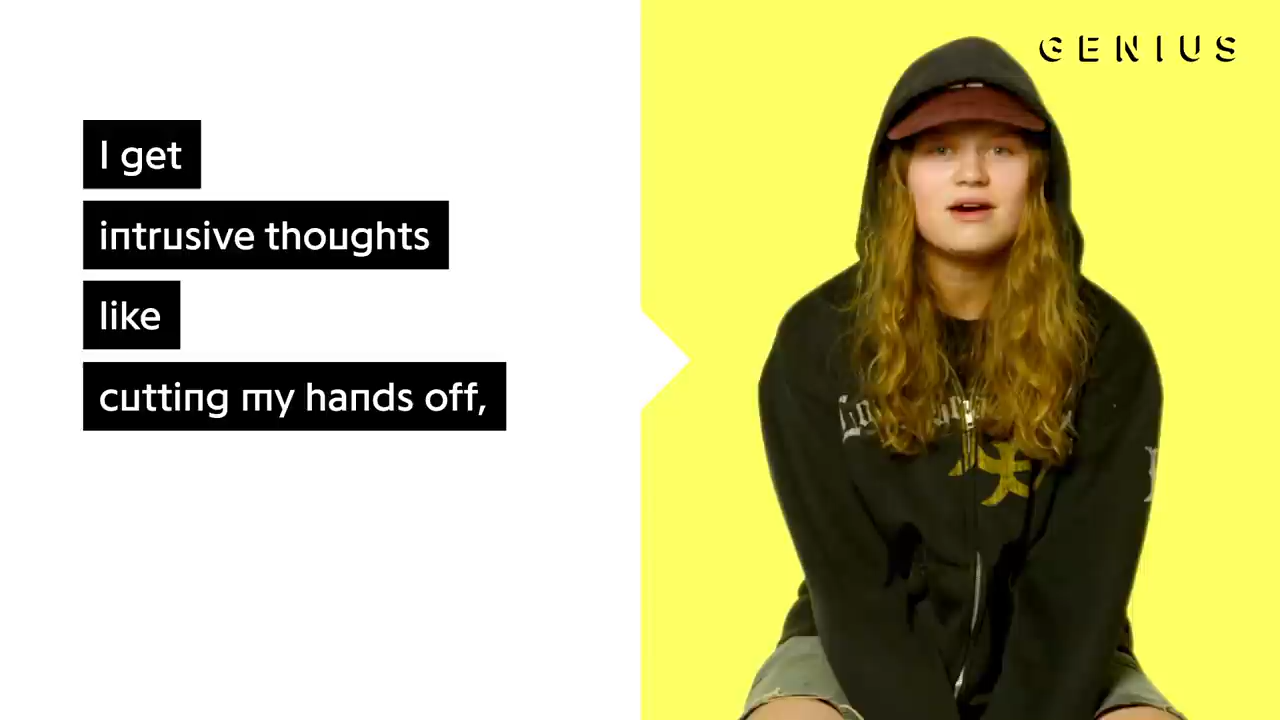 I get
intrusive thoughts
like
cutting my hands off,
GENIUS